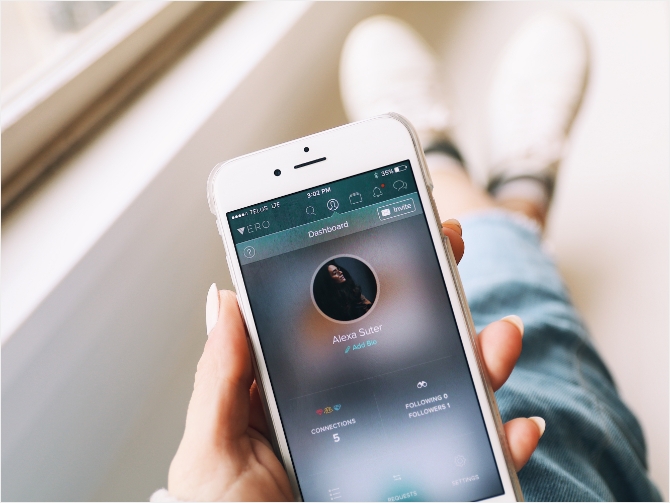 TELUS LTE 3:02 PM 36%
VERO
Dashboard
Invite
?
Alexa Suter
Add Bio
CONNECTIONS
5
FOLLOWING 0
FOLLOWERS 1
REQUESTS
SETTINGS